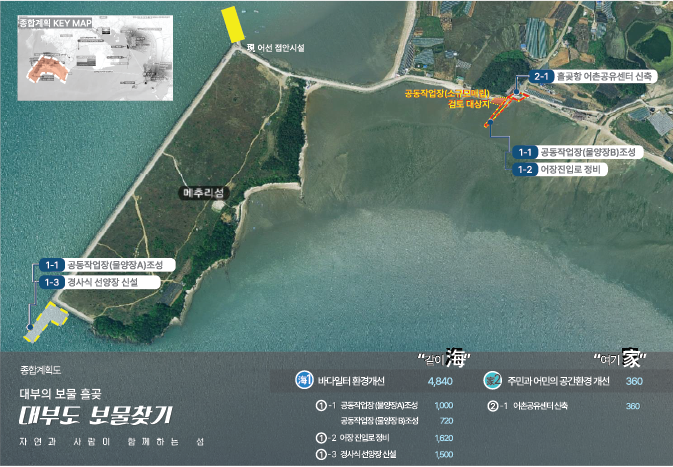 종합계획 KEY MAP
現 어선 접안시설
2-1 흘곶항 어촌공유센터 신축
공동작업장(소규모어항)
검토 대상지
1-1 공동작업장(물양장B)조성
1-2 어장진입로 정비
메추리섬
1-1 공동작업장(물양장A)조성
1-3 경사식 선양장 신설
종합계획도
대부의 보물 흘곶
대부도 보물찾기
자연과 사람이 함께하는 섬
"같이海"
海1 바다일터 환경개선 4,840
①-1 공동작업장 (물양장A)조성 1,000
공동작업장 (물양장 B)조성 720
①-2 어장 진입로 정비 1,620
①-3 경사식 선양장 신설 1,500
"여기家"
家2 주민과 어민의 공간환경 개선 360
②-1 어촌공유센터 신축 360